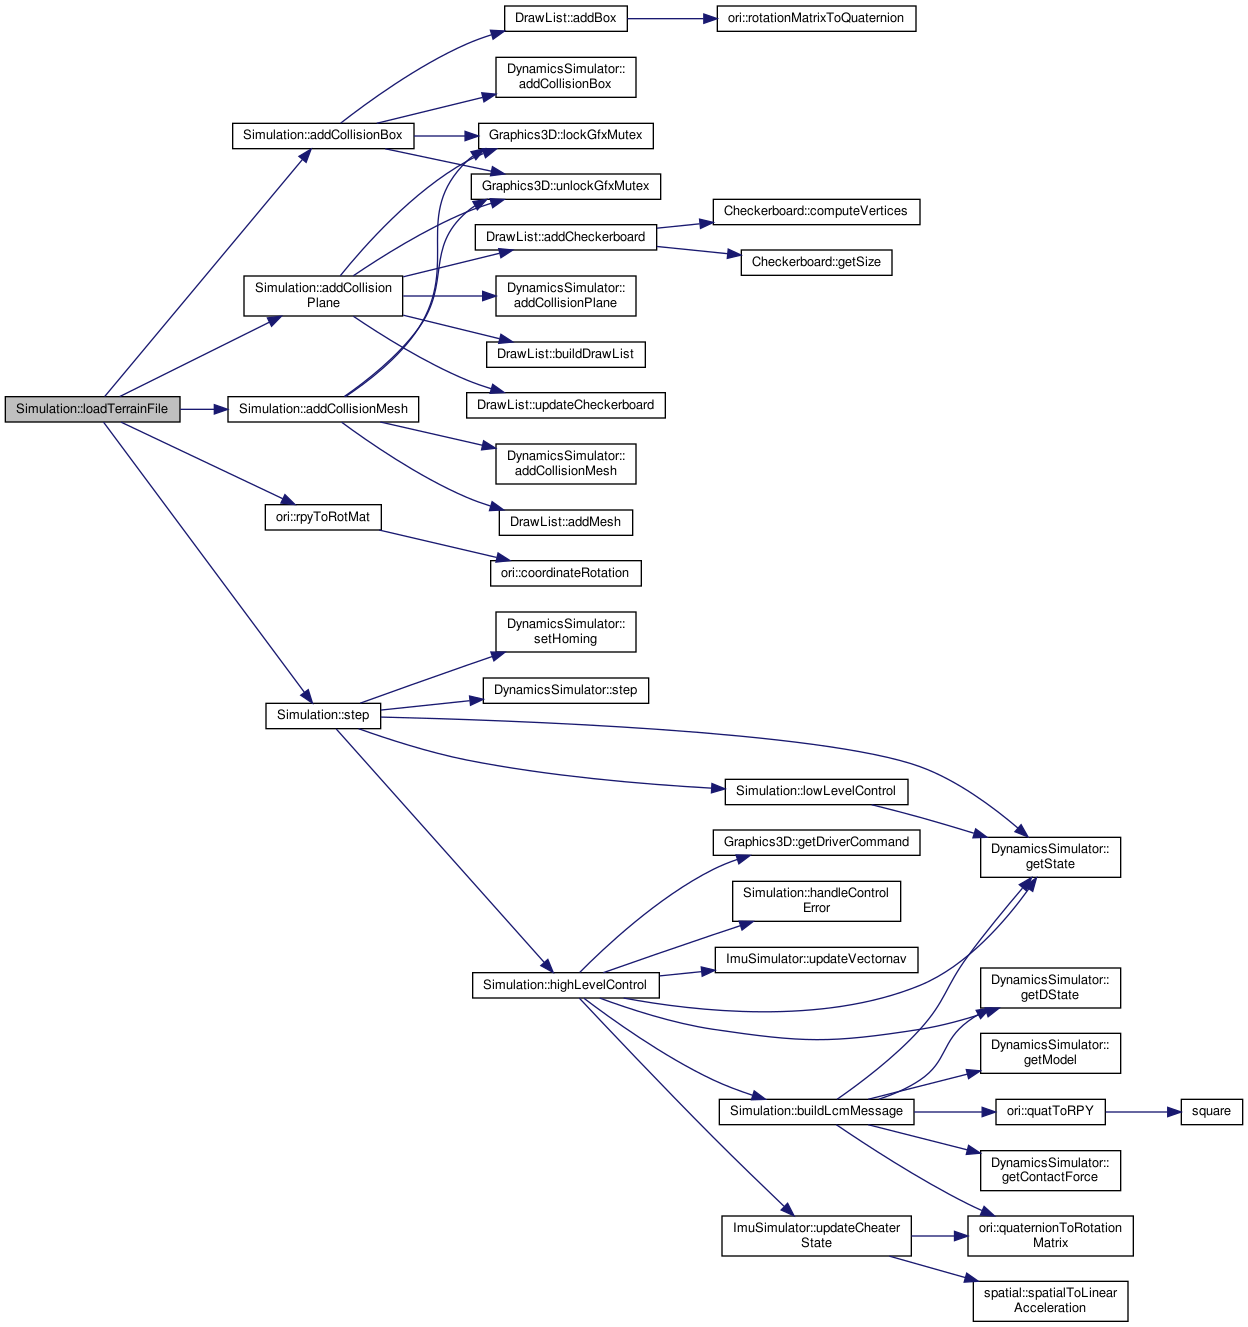 DrawList::addBox
ori::rotationMatrixToQuaternion
DynamicsSimulator::
addCollisionBox
Simulation::addCollisionBox
Graphics3D::lockGfxMutex
Graphics3D::unlockGfxMutex
Checkerboard::computeVertices
DrawList::addCheckerboard
Checkerboard::getSize
Simulation::addCollision
Plane
DynamicsSimulator::
addCollisionPlane
DrawList::buildDrawList
DrawList::updateCheckerboard
Simulation::loadTerrainFile
Simulation::addCollisionMesh
DynamicsSimulator::
addCollisionMesh
ori::rpyToRotMat
DrawList::addMesh
ori::coordinateRotation
DynamicsSimulator::
setHoming
DynamicsSimulator::step
Simulation::step
Simulation::lowLevelControl
Graphics3D::getDriverCommand
DynamicsSimulator::
getState
Simulation::handleControl
Error
ImuSimulator::updateVectornav
Simulation::highLevelControl
DynamicsSimulator::
getDState
DynamicsSimulator::
getModel
Simulation::buildLcmMessage
ori::quatToRPY
square
DynamicsSimulator::
getContactForce
ImuSimulator::updateCheater
State
ori::quaternionToRotation
Matrix
spatial::spatialToLinear
Acceleration